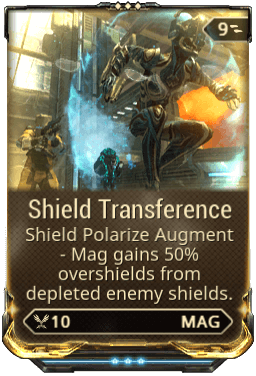 9
Shield Transference
Shield Polarize Augment
- Mag gains 50%
overshields from
depleted enemy shields.
10 MAG